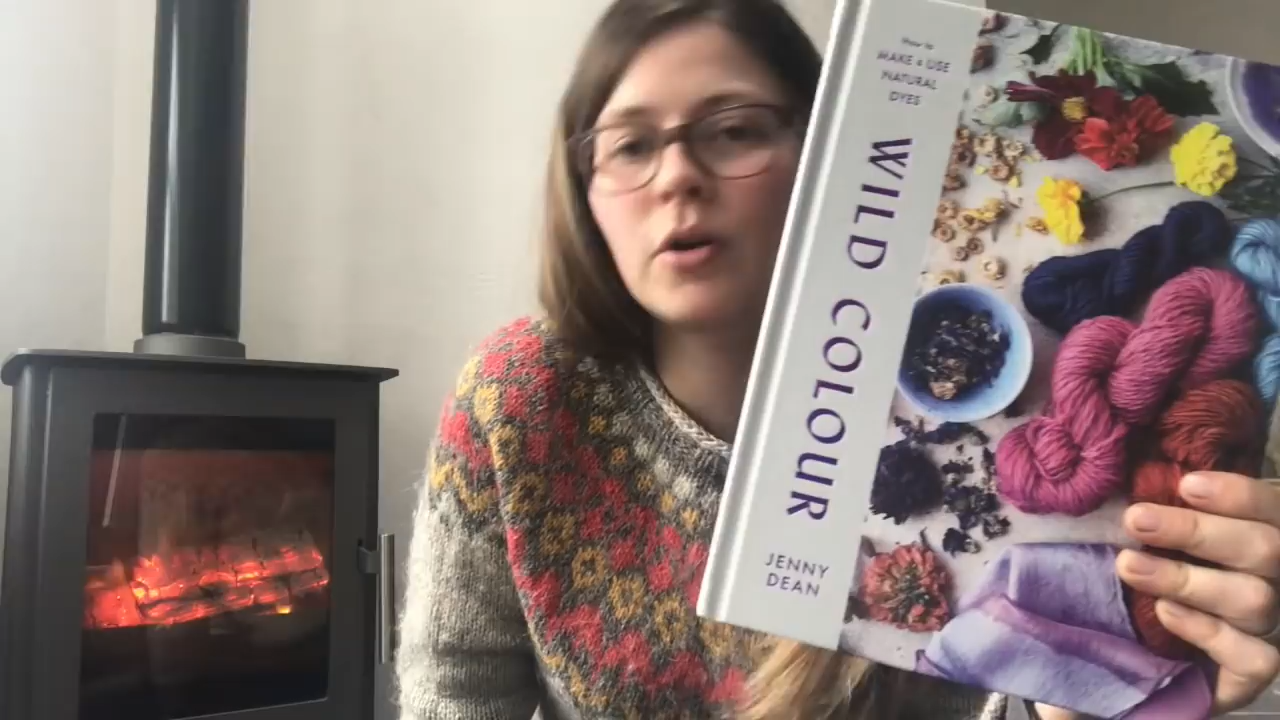 How to
MAKE & USE
NATURAL
DYES
WILD COLOUR
JENNY
DEAN